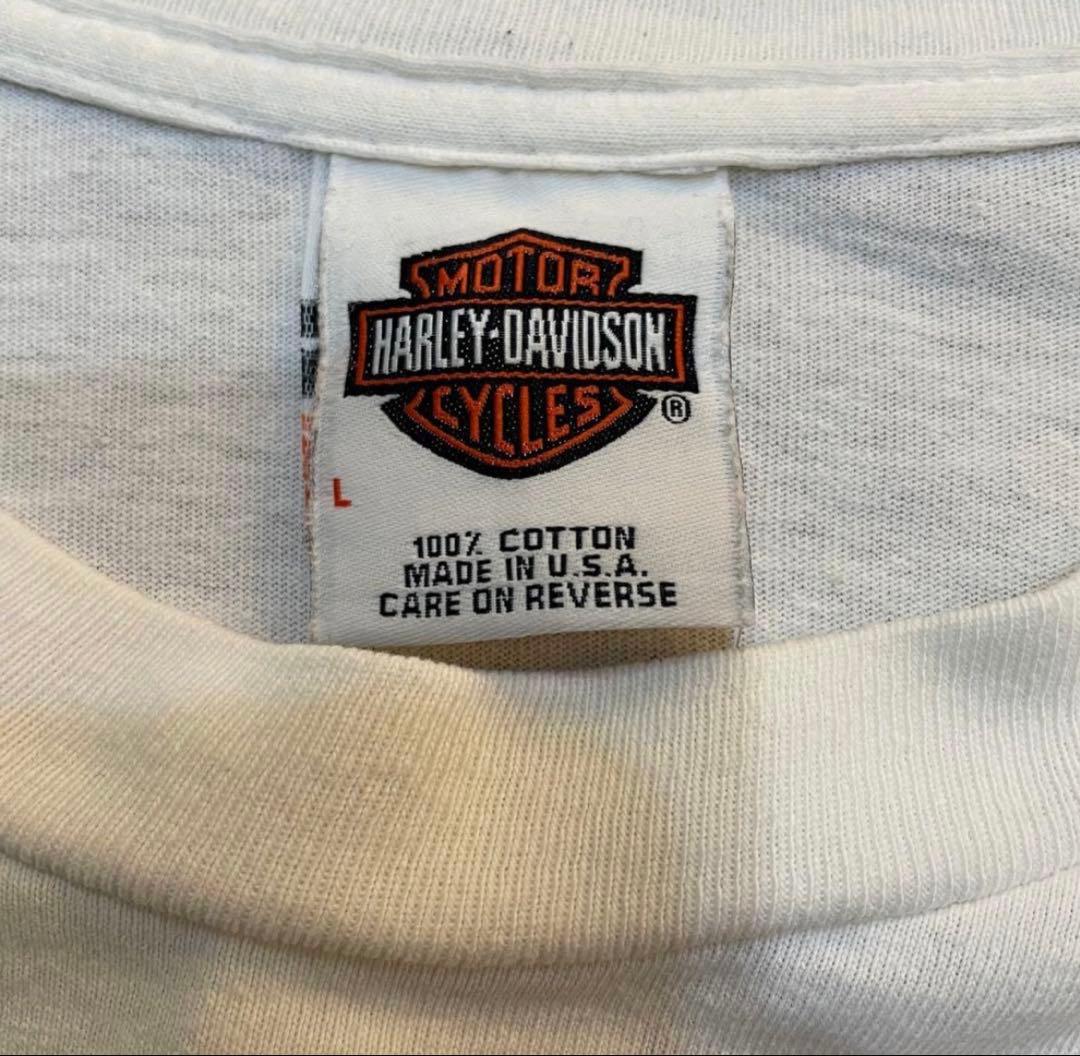 MOTOR
HARLEY-DAVIDSON
CYCLES
®
L
100% COTTON
MADE IN U.S.A.
CARE ON REVERSE